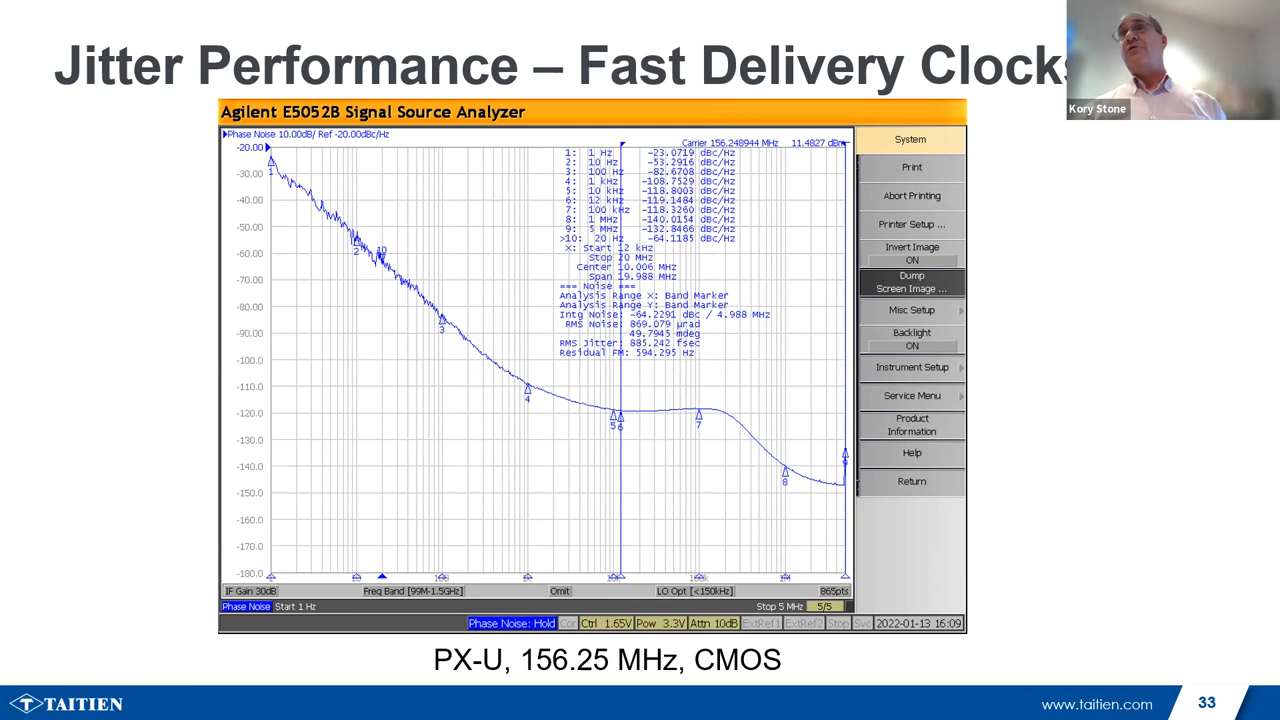 Jitter Performance – Fast Delivery Clocks
Kory Stone
Agilent E5052B Signal Source Analyzer
Phase Noise 10.00dB/ Ref -20.00dBc/Hz
Carrier 156.248944 MHz 11.4827 dBm
-20.00
-30.00
-40.00
-50.00
-60.00
-70.00
-80.00
-90.00
-100.0
-110.0
-120.0
-130.0
-140.0
-150.0
-160.0
-170.0
-180.0
1: 1 Hz -23.0719 dBc/Hz
2: 10 Hz -53.2916 dBc/Hz
3: 100 Hz -82.6708 dBc/Hz
4: 1 kHz -108.7529 dBc/Hz
5: 10 kHz -118.8003 dBc/Hz
6: 12 kHz -119.1484 dBc/Hz
7: 100 kHz -118.3260 dBc/Hz
8: 1 MHz -140.0154 dBc/Hz
9: 5 MHz -132.8466 dBc/Hz
>10: 20 Hz -64.1185 dBc/Hz
X: Start 12 kHz
Stop 20 MHz
Center 10.006 MHz
Span 19.988 MHz
=== Noise ===
Analysis Range X: Band Marker
Analysis Range Y: Band Marker
Intg Noise: -64.2291 dBc / 4.988 MHz
RMS Noise: 869.079 µrad
49.7945 mdeg
RMS Jitter: 885.242 fsec
Residual FM: 594.295 Hz
1
2
10
3
4
5
6
7
8
9
System
Print
Abort Printing
Printer Setup ...
Invert Image
ON
Dump
Screen Image ...
Misc Setup
Backlight
ON
Instrument Setup
Service Menu
Product
Information
Help
Return
IF Gain 30dB Freq Band [99M-1.5GHz] Omit LO Opt [<150kHz] 865pts
Phase Noise Start 1 Hz Stop 5 MHz 5/5
Phase Noise: Hold Cor Ctrl 1.65V Pow 3.3V Attn 10dB ExtRef1 ExtRef2 Stop Svc 2022-01-13 16:09
PX-U, 156.25 MHz, CMOS
TAITIEN
www.taitien.com
33